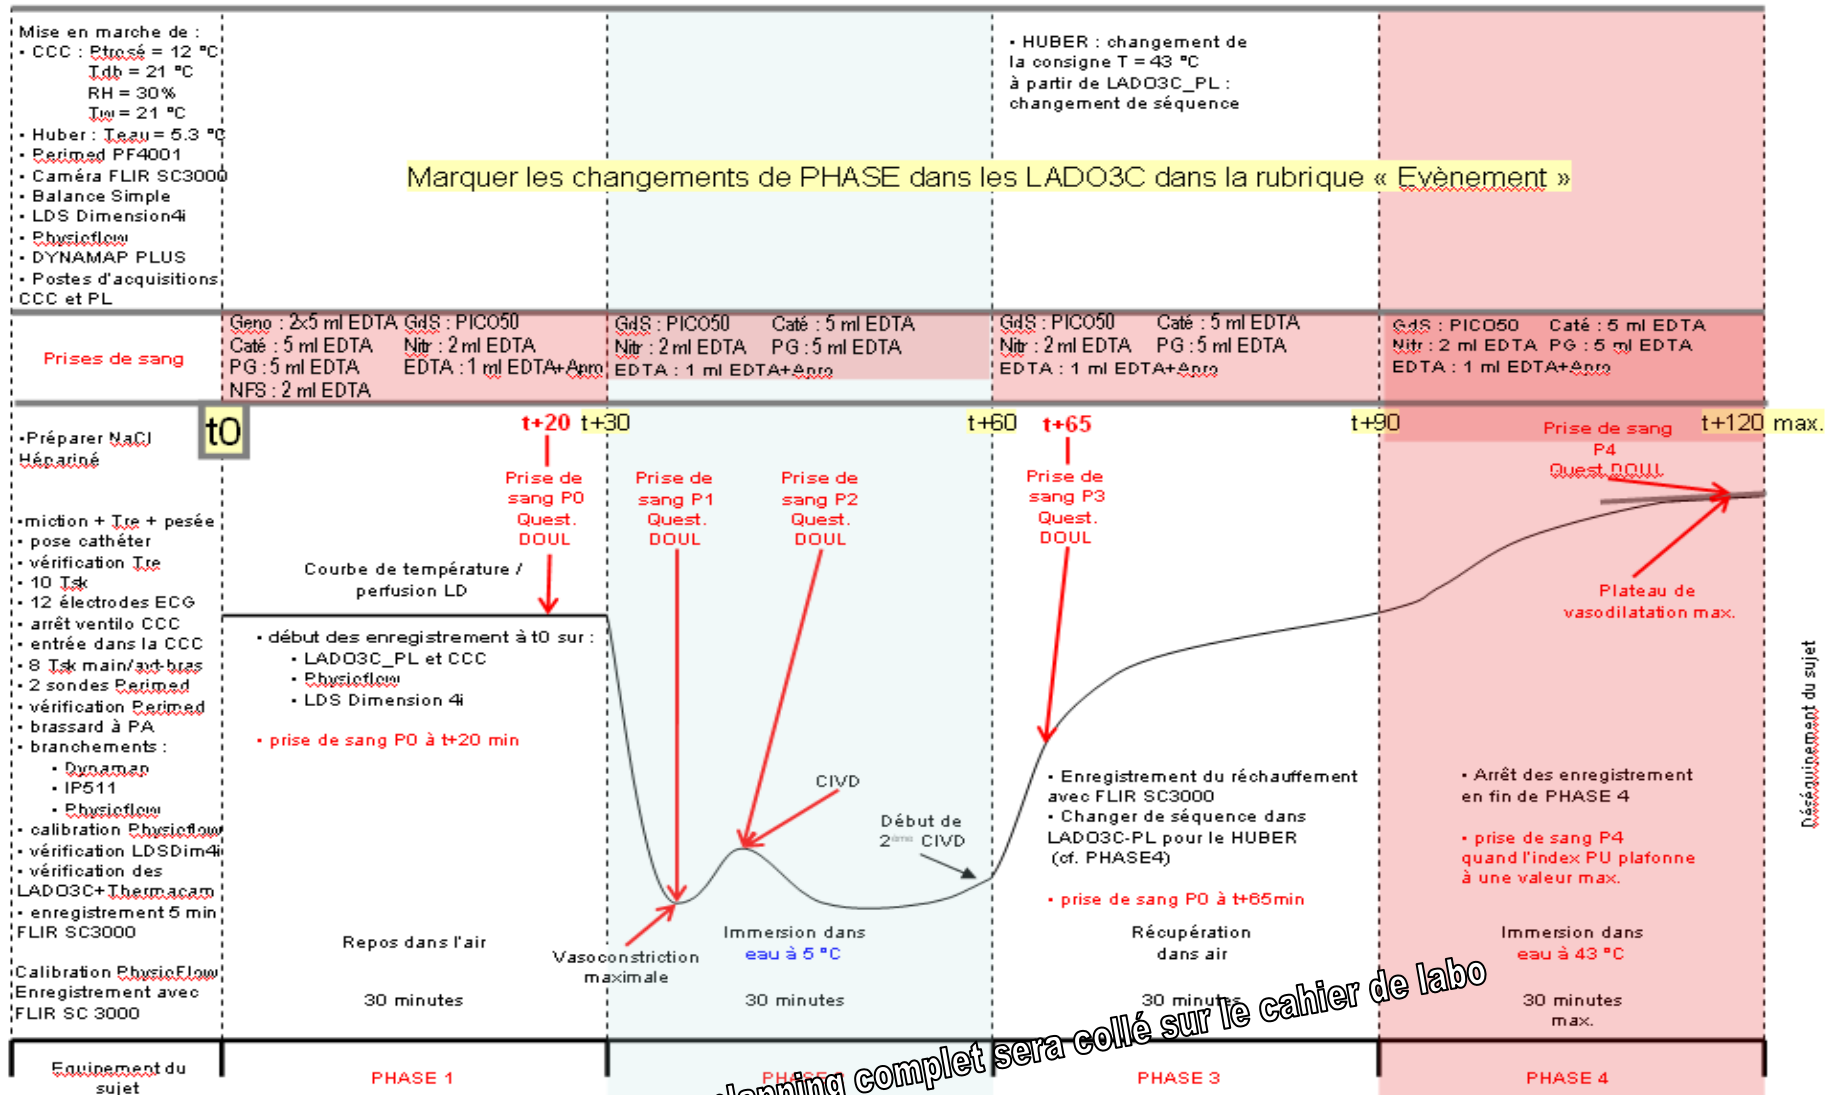 Mise en marche de :
• CCC : Ptrosé = 12 °C
Tdb = 21 °C
RH = 30%
Tw = 21 °C
• Huber : Teau = 5.3 °C
• Perimed PF4001
• Caméra FLIR SC3000
• Balance Simple
• LDS Dimension4i
• Physioflow
• DYNAMAP PLUS
• Postes d'acquisitions
CCC et PL
• HUBER : changement de
la consigne T = 43 °C
à partir de LADO3C_PL :
changement de séquence
Marquer les changements de PHASE dans les LADO3C dans la rubrique « Evènement »
Prises de sang
Geno : 2x5 ml EDTA GdS : PICO50
Caté : 5 ml EDTA Nitr : 2 ml EDTA
PG : 5 ml EDTA EDTA : 1 ml EDTA+Apro
NFS : 2 ml EDTA
GdS : PICO50 Caté : 5 ml EDTA
Nitr : 2 ml EDTA PG : 5 ml EDTA
EDTA : 1 ml EDTA+Apro
GdS : PICO50 Caté : 5 ml EDTA
Nitr : 2 ml EDTA PG : 5 ml EDTA
EDTA : 1 ml EDTA+Apro
GdS : PICO50 Caté : 5 ml EDTA
Nitr : 2 ml EDTA PG : 5 ml EDTA
EDTA : 1 ml EDTA+Apro
t0
t+20
t+30
t+60
t+65
t+90
t+120 max.
•Préparer NaCl
Hépariné
•miction + Tre + pesée
• pose cathéter
• vérification Tre
• 10 Tsk
• 12 électrodes ECG
• arrêt ventilo CCC
• entrée dans la CCC
• 8 Tsk main/avt-bras
• 2 sondes Perimed
• vérification Perimed
• brassard à PA
• branchements :
• Dynamap
• IP511
• Physioflow
• calibration Physioflow
• vérification LDSDim4i
• vérification des
LADO3C+Thermacam
• enregistrement 5 min
FLIR SC3000
Calibration PhysioFlow
Enregistrement avec
FLIR SC 3000
Equipement du
sujet
Prise de
sang P0
Quest.
DOUL
Courbe de température /
perfusion LD
• début des enregistrement à t0 sur :
• LADO3C_PL et CCC
• Physioflow
• LDS Dimension 4i
• prise de sang P0 à t+20 min
Repos dans l'air
30 minutes
PHASE 1
Prise de
sang P1
Quest.
DOUL
Prise de
sang P2
Quest.
DOUL
CIVD
Début de
2ème CIVD
Vasoconstriction
maximale
Immersion dans
eau à 5 °C
30 minutes
Prise de
sang P3
Quest.
DOUL
• Enregistrement du réchauffement
avec FLIR SC3000
• Changer de séquence dans
LADO3C-PL pour le HUBER
(cf. PHASE4)
• prise de sang P0 à t+65min
Récupération
dans air
30 minutes
PHASE 3
Prise de sang
P4
Quest.DOUL
Plateau de
vasodilatation max.
• Arrêt des enregistrement
en fin de PHASE 4
• prise de sang P4
quand l'index PU plafonne
à une valeur max.
Immersion dans
eau à 43 °C
30 minutes
max.
PHASE 4
Déséquipement du sujet
planning complet sera collé sur le cahier de labo